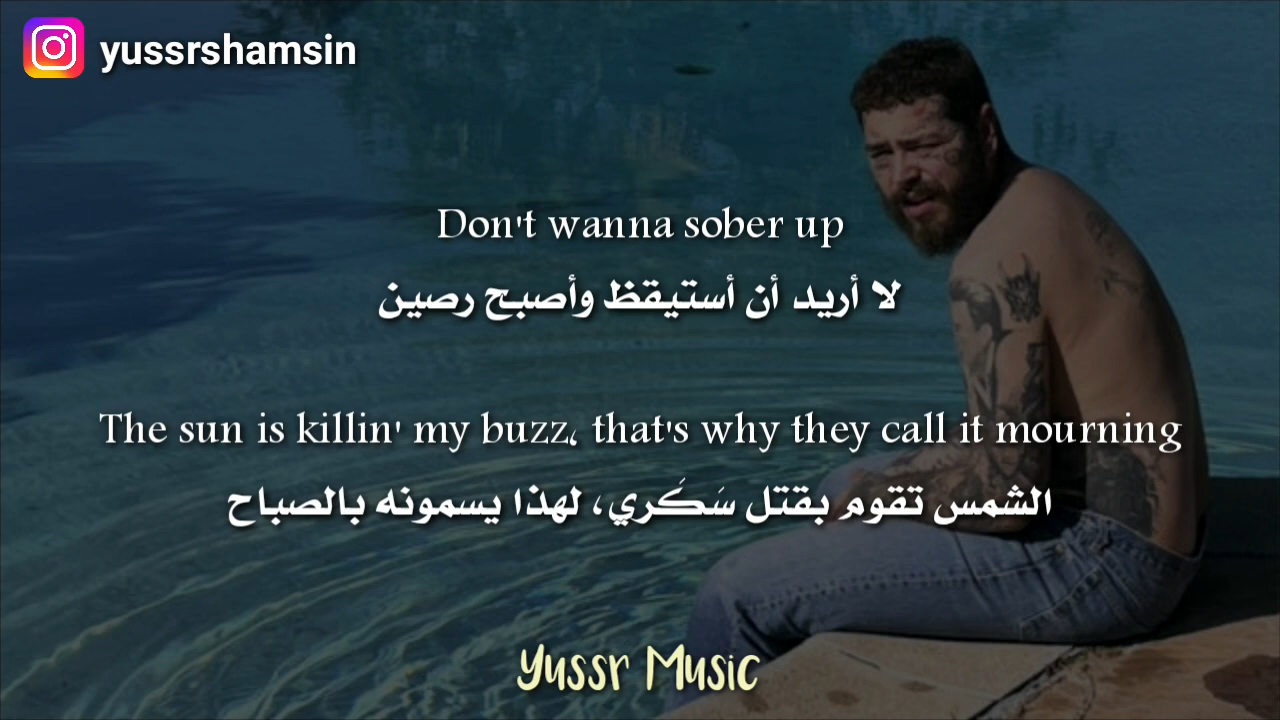 yussrshamsin
Don't wanna sober up
لا أريد أن أستيقظ وأصبح رصين
The sun is killin' my buzz، that's why they call it mourning
الشمس تقوم بقتل سَكَري، لهذا يسمونه بالصباح
Yussr Music